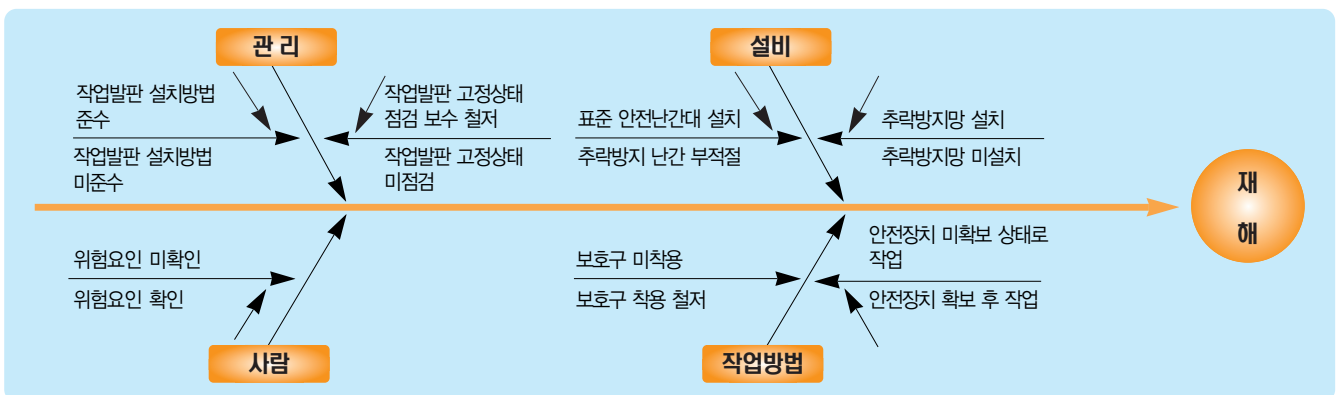 관 리
작업발판 설치방법
준수
작업발판 설치방법
미준수
작업발판 고정상태
점검 보수 철저
작업발판 고정상태
미점검
설비
표준 안전난간대 설치
추락방지 난간 부적절
추락방지망 설치
추락방지망 미설치
재
해
위험요인 미확인
위험요인 확인
사람
보호구 미착용
보호구 착용 철저
안전장치 미확보 상태로
작업
안전장치 확보 후 작업
작업방법